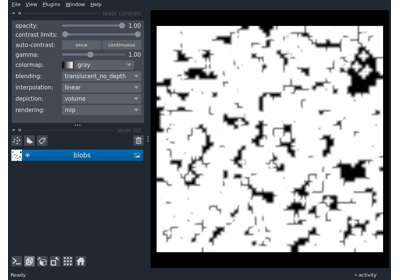 File View Plugins Window Help
layer controls
opacity: 1.00
contrast limits:
auto-contrast: once continuous
gamma: 1.00
colormap: gray
blending: translucent_no_depth
interpolation: linear
depiction: volume
rendering: mip
layer list
blobs
Ready activity